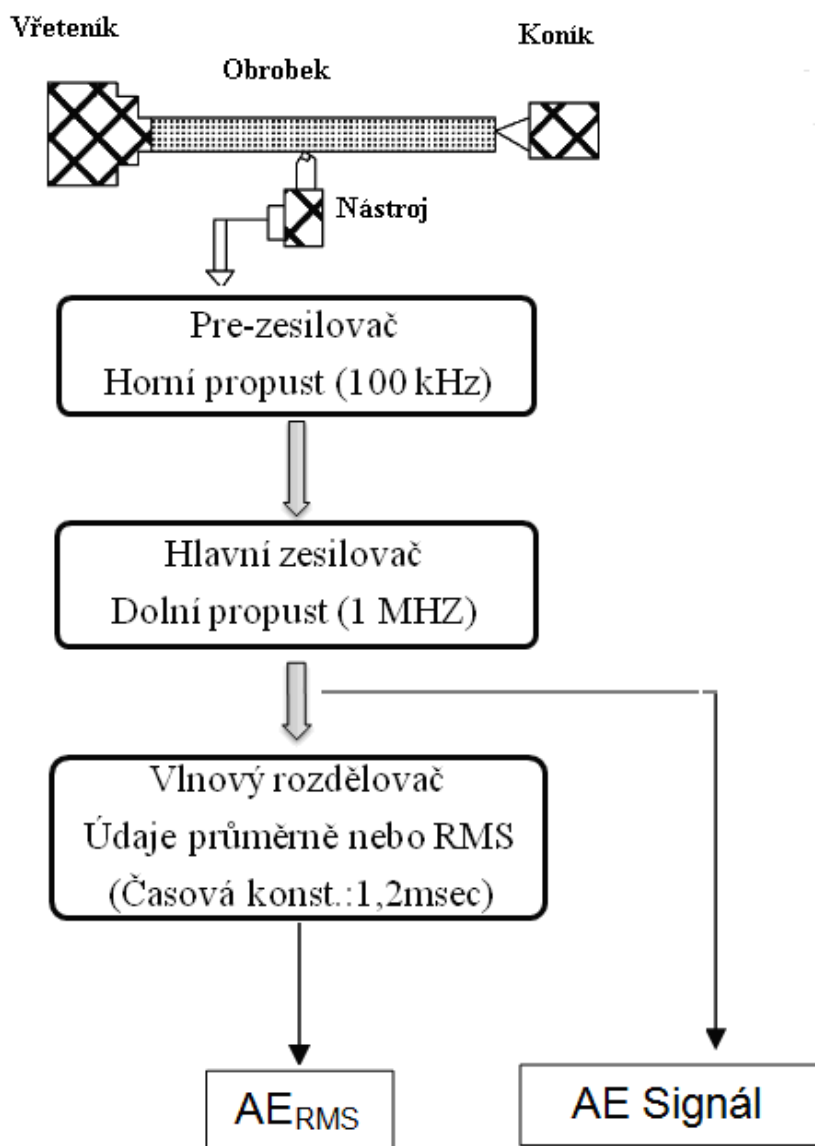 Vřeteník
Koník
Obrobek
Nástroj
Pre-zesilovač
Horní propust (100 kHz)
Hlavní zesilovač
Dolní propust (1 MHZ)
Vlnový rozdělovač
Údaje průměrně nebo RMS
(Časová konst.:1,2msec)
AERMS
AE Signál